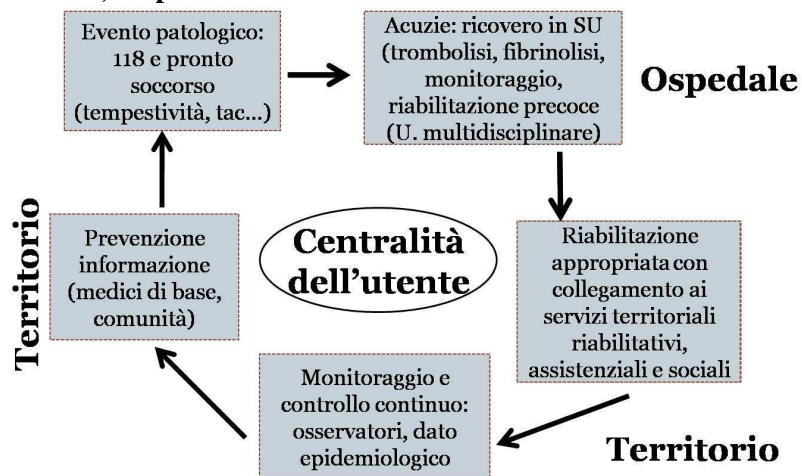 Evento patologico:
118 e pronto
soccorso
(tempestività, tac...)
Acuzie: ricovero in SU
(trombolisi, fibrinolisi,
monitoraggio,
riabilitazione precoce
(U. multidisciplinare)
Ospedale
Territorio
Prevenzione
informazione
(medici di base,
comunità)
Centralità
dell'utente
Riabilitazione
appropriata con
collegamento ai
servizi territoriali
riabilitativi,
assistenziali e sociali
Monitoraggio e
controllo continuo:
osservatori, dato
epidemiologico
Territorio